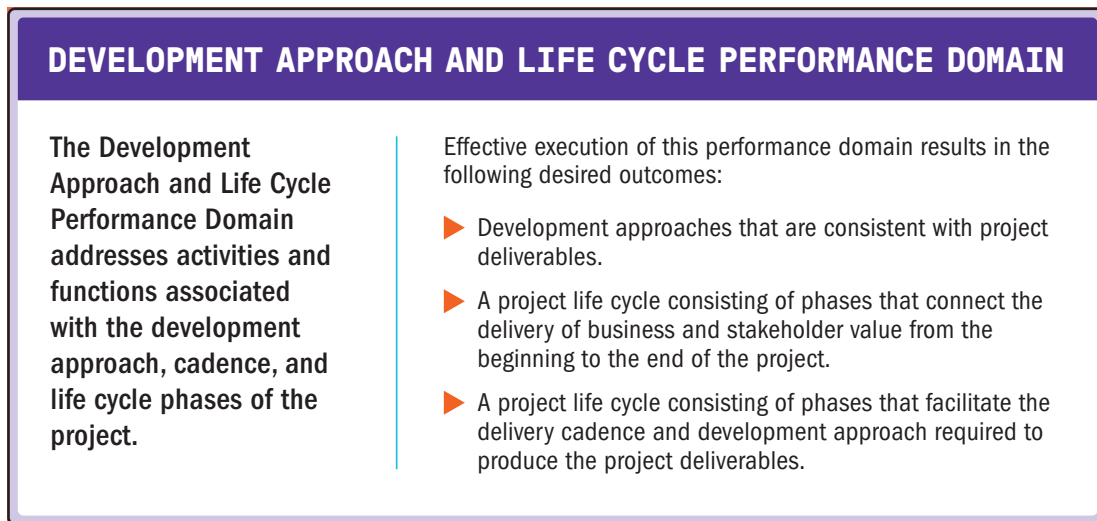 DEVELOPMENT APPROACH AND LIFE CYCLE PERFORMANCE DOMAIN
The Development
Approach and Life Cycle
Performance Domain
addresses activities and
functions associated
with the development
approach, cadence, and
life cycle phases of the
project.
Effective execution of this performance domain results in the
following desired outcomes:
Development approaches that are consistent with project
deliverables.
A project life cycle consisting of phases that connect the
delivery of business and stakeholder value from the
beginning to the end of the project.
A project life cycle consisting of phases that facilitate the
delivery cadence and development approach required to
produce the project deliverables.